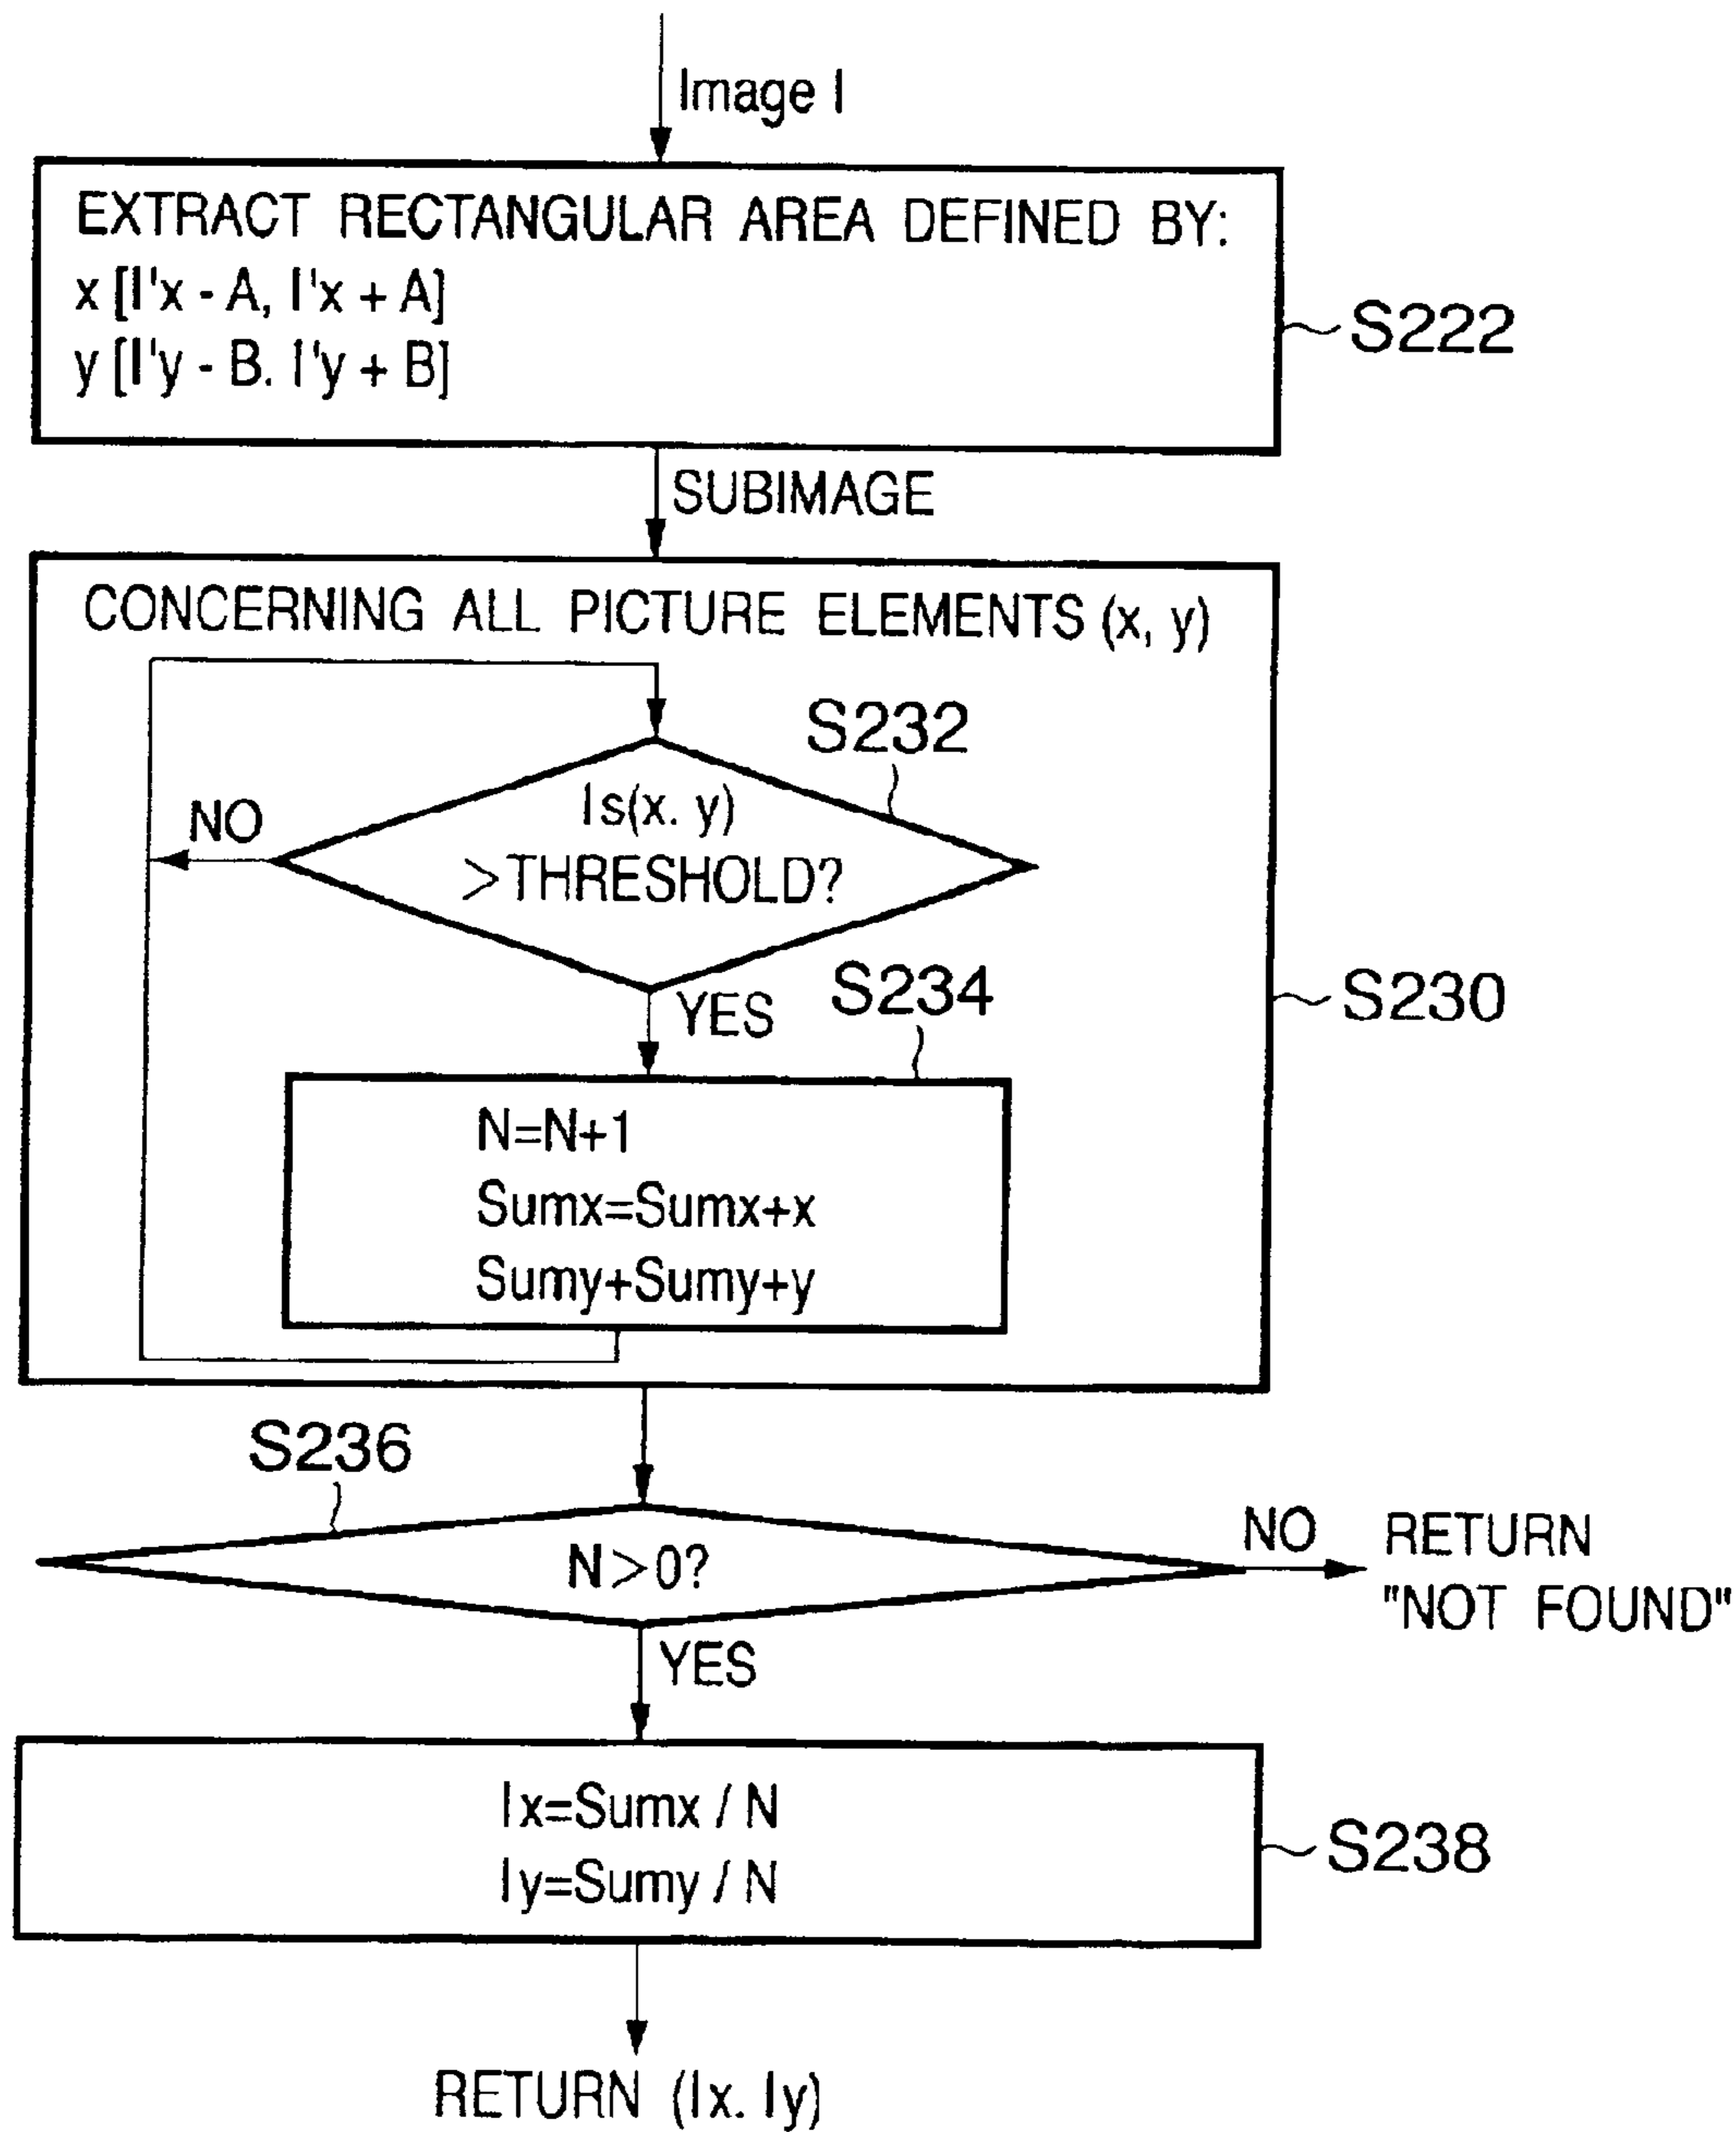 Image I
EXTRACT RECTANGULAR AREA DEFINED BY:
x [I'x - A, I'x + A]
y [I'y - B. I'y + B]
S222
SUBIMAGE
CONCERNING ALL PICTURE ELEMENTS (x, y)
S232
Is(x. y)
>THRESHOLD?
NO
YES
S234
S230
N=N+1
Sumx=Sumx+x
Sumy+Sumy+y
S236
N>0?
NO
RETURN
"NOT FOUND"
YES
Ix=Sumx / N
Iy=Sumy / N
S238
RETURN (Ix. Iy)